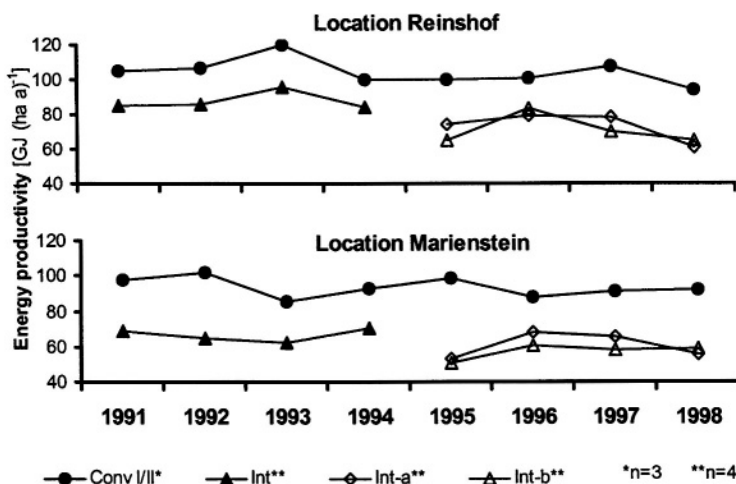 Location Reinshof
Energy productivity [GJ (ha a)⁻¹]
120
100
80
60
40
Location Marienstein
120
100
80
60
40
1991 1992 1993 1994 1995 1996 1997 1998
Conv I/II* Int** Int-a** Int-b** *n=3 **n=4